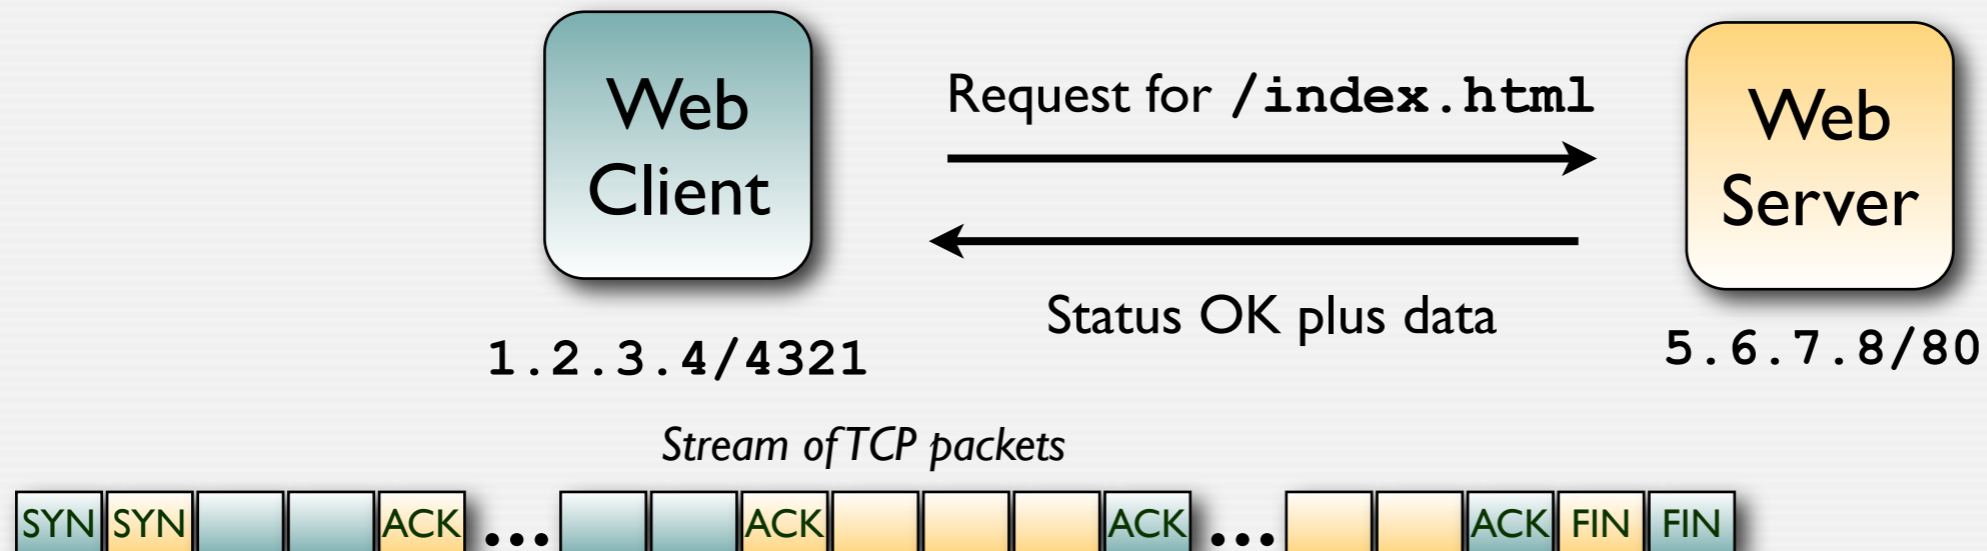 Web
Client
Request for /index.html
Web
Server
Status OK plus data
1.2.3.4/4321
5.6.7.8/80
Stream of TCP packets
SYN SYN ACK ... ACK ACK ... ACK FIN FIN